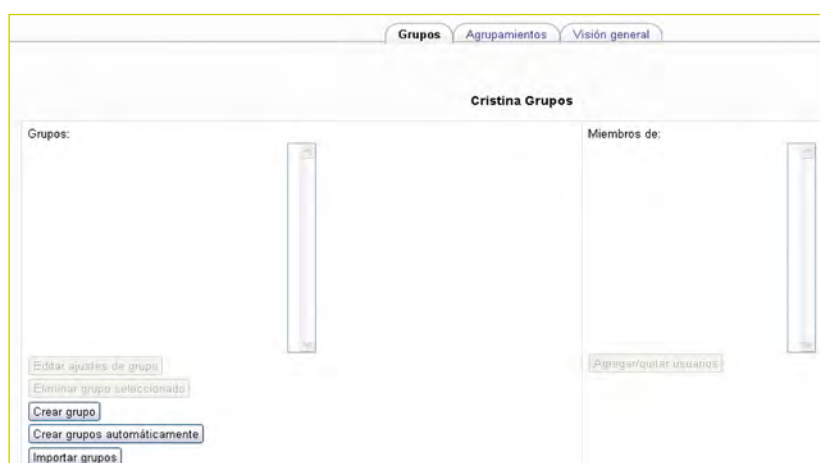 Grupos Agrupamientos Visión general
Cristina Grupos
Grupos:
Miembros de:
Editar ajustes de grupo
Eliminar grupo seleccionado
Agregar/quitar usuarios
Crear grupo
Crear grupos automáticamente
Importar grupos